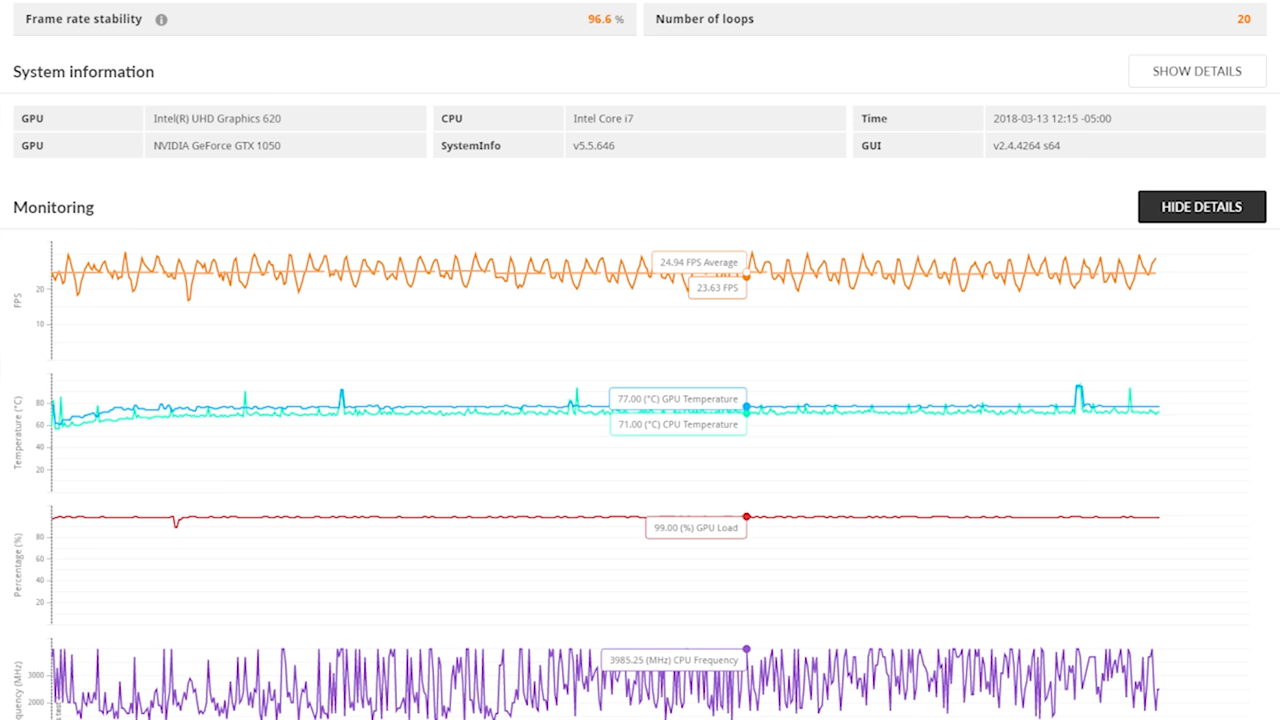 Frame rate stability 96.6 % Number of loops 20
System information SHOW DETAILS
GPU Intel(R) UHD Graphics 620 CPU Intel Core i7 Time 2018-03-13 12:15 -05:00
GPU NVIDIA GeForce GTX 1050 SystemInfo v5.5.646 GUI v2.4.4264 s64
Monitoring HIDE DETAILS
24.94 FPS Average
23.63 FPS
FPS
20
10
77.00 (°C) GPU Temperature
71.00 (°C) CPU Temperature
Temperature (°C)
80
60
40
20
99.00 (%) GPU Load
Percentage (%)
80
60
40
20
3985.25 (MHz) CPU Frequency
(MHz)
3000
2000